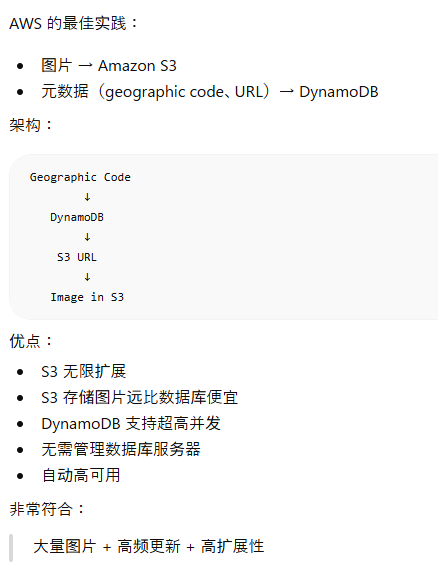 AWS 的最佳实践：
• 图片 → Amazon S3
• 元数据（geographic code、URL）→ DynamoDB
架构：
Geographic Code
↓
DynamoDB
↓
S3 URL
↓
Image in S3
优点：
• S3 无限扩展
• S3 存储图片远比数据库便宜
• DynamoDB 支持超高并发
• 无需管理数据库服务器
• 自动高可用
非常符合：
大量图片 + 高频更新 + 高扩展性